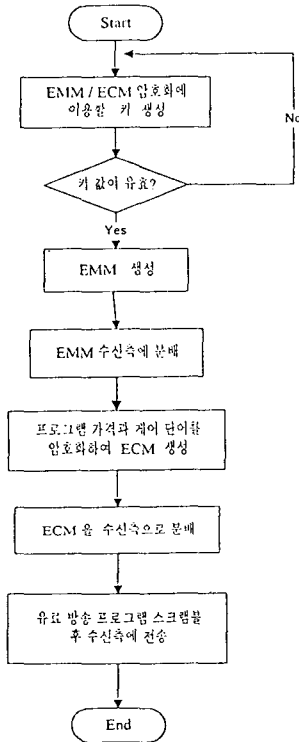 Start
EMM / ECM 암호화에
이용할 키 생성
No
키 값이 유효?
Yes
EMM 생성
EMM 수신측에 분배
프로그램 가격과 제어 단어를
암호화하여 ECM 생성
ECM 을 수신측으로 분배
유료 방송 프로그램 스크램블
후 수신측에 전송
End